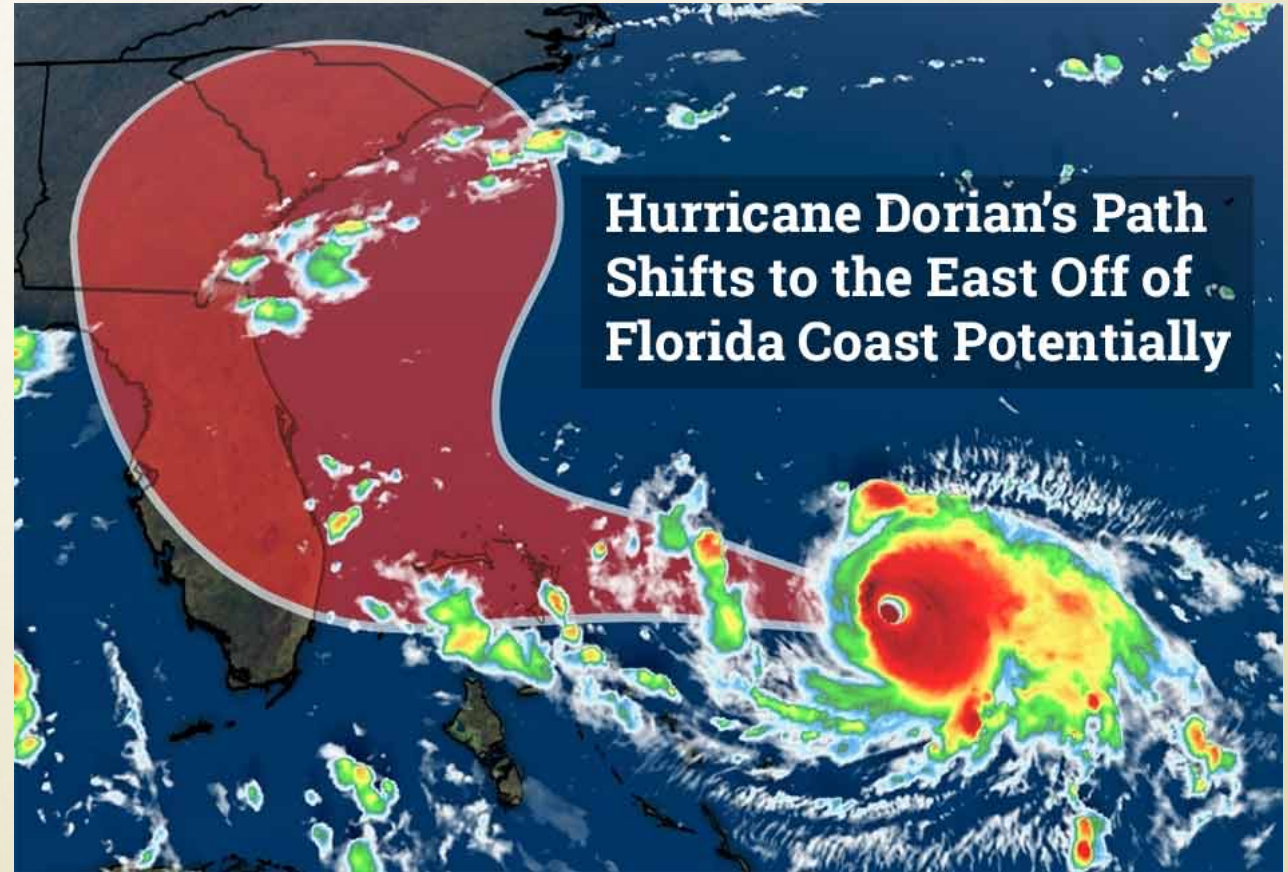 Hurricane Dorian’s Path
Shifts to the East Off of
Florida Coast Potentially